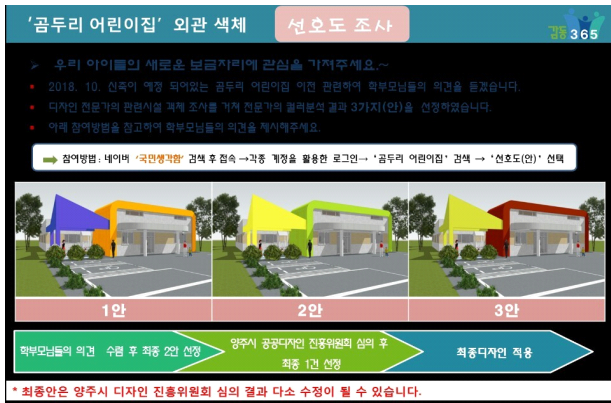 '곰두리 어린이집' 외관 색채 선호도 조사
감동365
➢ 우리 아이들의 새로운 보금자리에 관심을 가져주세요.~
• 2018. 10. 신축이 예정 되어있는 곰두리 어린이집 이전 관련하여 학부모님들의 의견을 듣겠습니다.
• 디자인 전문가의 관련시설 객체 조사를 거쳐 전문가의 컬러분석 결과 3가지(안)을 선정하였습니다.
• 아래 참여방법을 참고하여 학부모님들의 의견을 제시해주세요.
참여방법 : 네이버 '국민생각함' 검색 후 접속 →각종 계정을 활용한 로그인→ '곰두리 어린이집' 검색 → '선호도(안)' 선택
1안
2안
3안
학부모님들의 의견 수렴 후 최종 2안 선정
양주시 공공디자인 진흥위원회 심의 후
최종 1건 선정
최종디자인 적용
* 최종안은 양주시 디자인 진흥위원회 심의 결과 다소 수정이 될 수 있습니다.